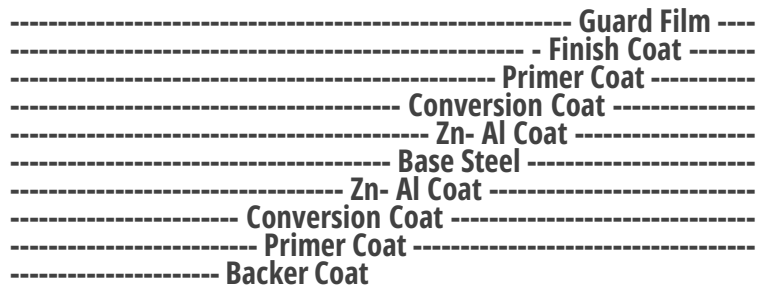 ----------------------------------------------------------- Guard Film ----
------------------------------------------------------ - Finish Coat -------
--------------------------------------------------- Primer Coat -----------
----------------------------------------- Conversion Coat ---------------
-------------------------------------------- Zn- Al Coat -------------------
---------------------------------------- Base Steel ------------------------
----------------------------------- Zn- Al Coat ----------------------------
------------------------ Conversion Coat --------------------------------
-------------------------- Primer Coat ------------------------------------
---------------------- Backer Coat